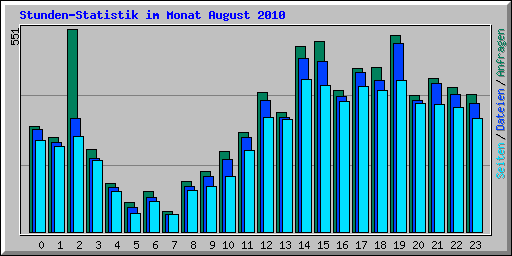 Stunden-Statistik im Monat August 2010
551
Seiten/Dateien/Anfragen
0 1 2 3 4 5 6 7 8 9 10 11 12 13 14 15 16 17 18 19 20 21 22 23